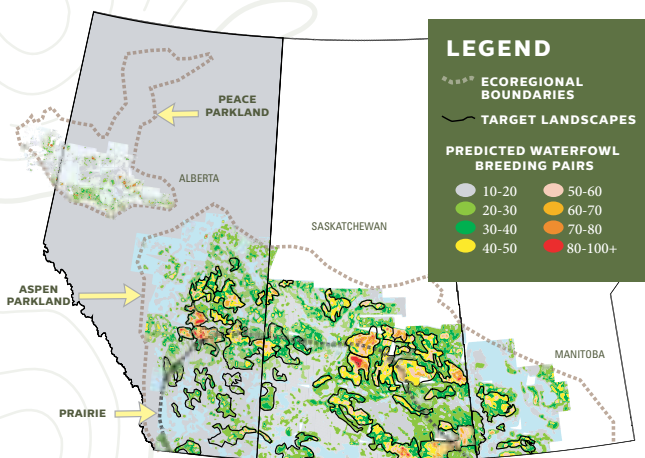 LEGEND
ECOREGIONAL
BOUNDARIES
TARGET LANDSCAPES
PREDICTED WATERFOWL
BREEDING PAIRS
10-20
20-30
30-40
40-50
50-60
60-70
70-80
80-100+
PEACE
PARKLAND
ALBERTA
SASKATCHEWAN
ASPEN
PARKLAND
MANITOBA
PRAIRIE